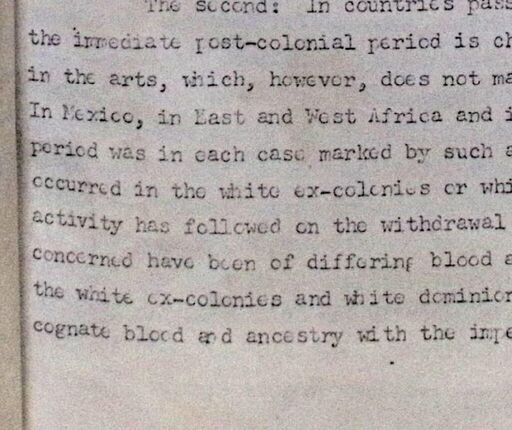 The second: In countries pass
the immediate post-colonial period is ch
in the arts, which, however, does not ma
In Mexico, in East and West Africa and i
period was in each case marked by such a
occurred in the white ex-colonies or whi
activity has followed on the withdrawal
concerned have been of differing blood a
the white ex-colonies and white dominion
cognate blood and ancestry with the impe